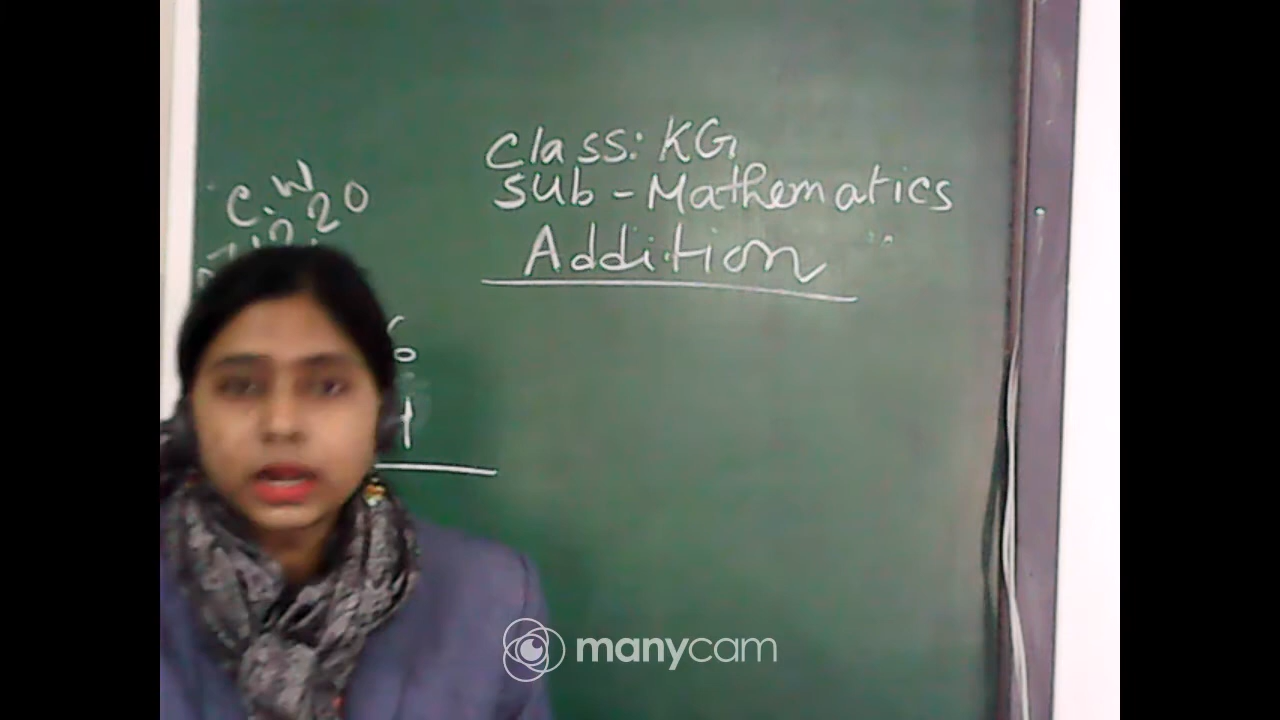 Class: KG
Sub - Mathematics
Addition
C.W
manycam